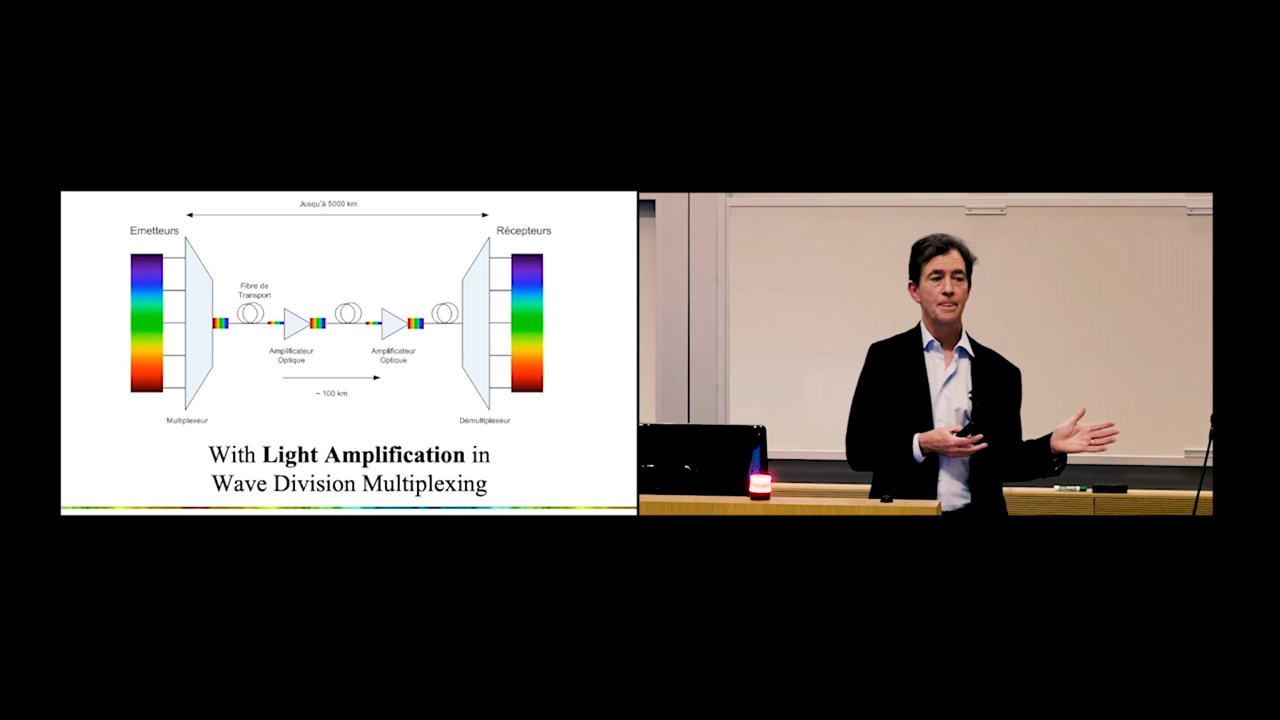 Jusqu'à 5000 km
Emetteurs
Récepteurs
Fibre de
Transport
Amplificateur
Optique
Amplificateur
Optique
~ 100 km
Multiplexeur
Démultiplexeur
With Light Amplification in
Wave Division Multiplexing